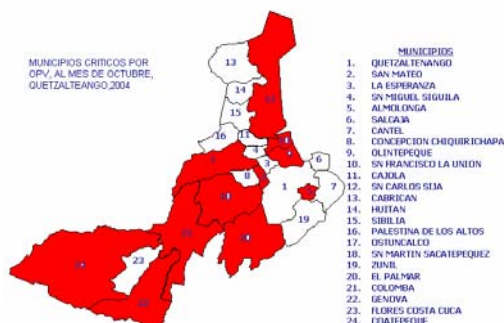 MUNICIPIOS CRITICOS POR
OPV, AL MES DE OCTUBRE,
QUETZALTEANGO,2004
MUNICIPIOS
1. QUETZALTENANGO
2. SAN MATEO
3. LA ESPERANZA
4. SN MIGUEL SIGUILA
5. ALMOLONGA
6. SALCAJA
7. CANTEL
8. CONCEPCION CHIQUIRICHAPA
9. OLINTEPEQUE
10. SN FRANCISCO LA UNION
11. CAJOLA
12. SN CARLOS SIJA
13. CABRICAN
14. HUITAN
15. SIBILIA
16. PALESTINA DE LOS ALTOS
17. OSTUNCALCO
18. SN MARTIN SACATEPEQUEZ
19. ZUNIL
20. EL PALMAR
21. COLOMBA
22. GENOVA
23. FLORES COSTA CUCA
24. COATEPEQUE
13
14
15
16
11
4
3
8
6
1
7
19
23
22